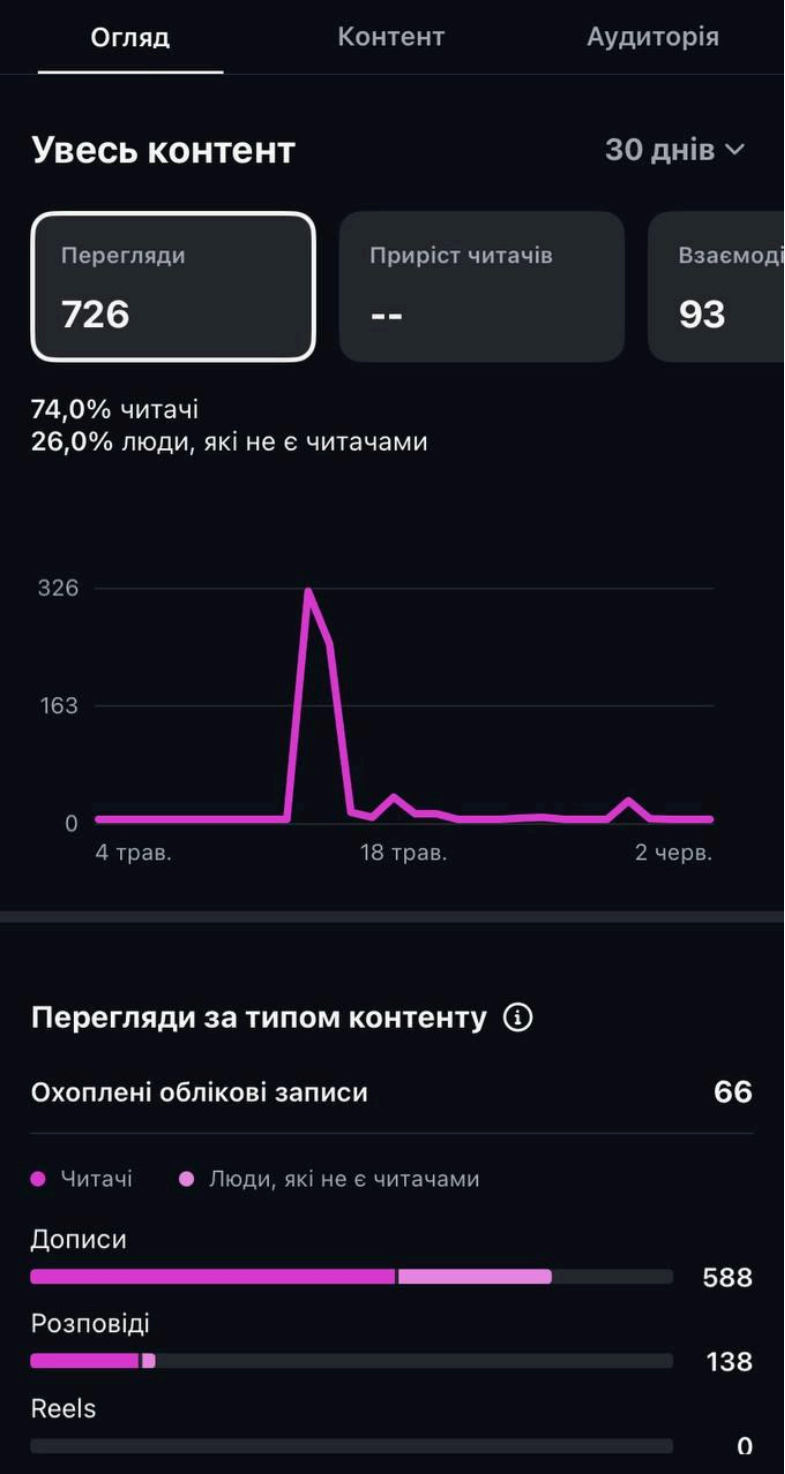 Огляд Контент Аудиторія
Увесь контент 30 днів
Перегляди Приріст читачів Взаємоді
726 -- 93
74,0% читачі
26,0% люди, які не є читачами
326
163
0
4 трав. 18 трав. 2 черв.
Перегляди за типом контенту
Охоплені облікові записи 66
Читачі Люди, які не є читачами
Дописи
588
Розповіді
138
Reels
0